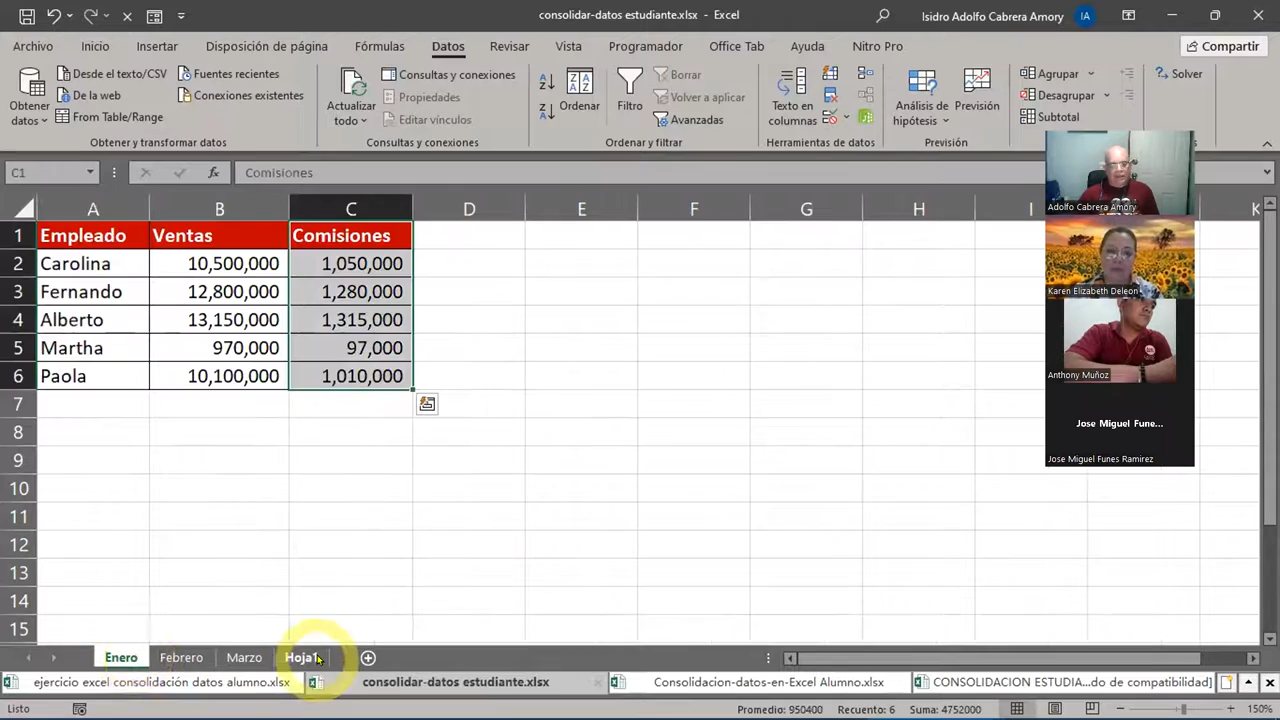 consolidar-datos estudiante.xlsx - Excel
Isidro Adolfo Cabrera Amory
IA
Archivo Inicio Insertar Disposición de página Fórmulas Datos Revisar Vista Programador Office Tab Ayuda Nitro Pro
Compartir
Obtener datos
Desde el texto/CSV
De la web
From Table/Range
Fuentes recientes
Conexiones existentes
Obtener y transformar datos
Actualizar todo
Consultas y conexiones
Propiedades
Editar vínculos
Consultas y conexiones
Ordenar
Filtro
Borrar
Volver a aplicar
Avanzadas
Ordenar y filtrar
Texto en columnas
Herramientas de datos
Análisis de hipótesis
Previsión
Previsión
Agrupar
Desagrupar
Subtotal
Solver
C1
fx
Comisiones
A B C D E F G H I K
1 Empleado Ventas Comisiones
2 Carolina 10,500,000 1,050,000
3 Fernando 12,800,000 1,280,000
4 Alberto 13,150,000 1,315,000
5 Martha 970,000 97,000
6 Paola 10,100,000 1,010,000
7
8
9
10
11
12
13
14
15
Adolfo Cabrera Amory
Karen Elizabeth Deleon
Anthony Muñoz
Jose Miguel Fune...
Jose Miguel Funes Ramirez
Enero Febrero Marzo Hoja1
ejercicio excel consolidación datos alumno.xlsx
consolidar-datos estudiante.xlsx
Consolidacion-datos-en-Excel Alumno.xlsx
CONSOLIDACION ESTUDIA...do de compatibilidad]
Listo
Promedio: 950400 Recuento: 6 Suma: 4752000
150%